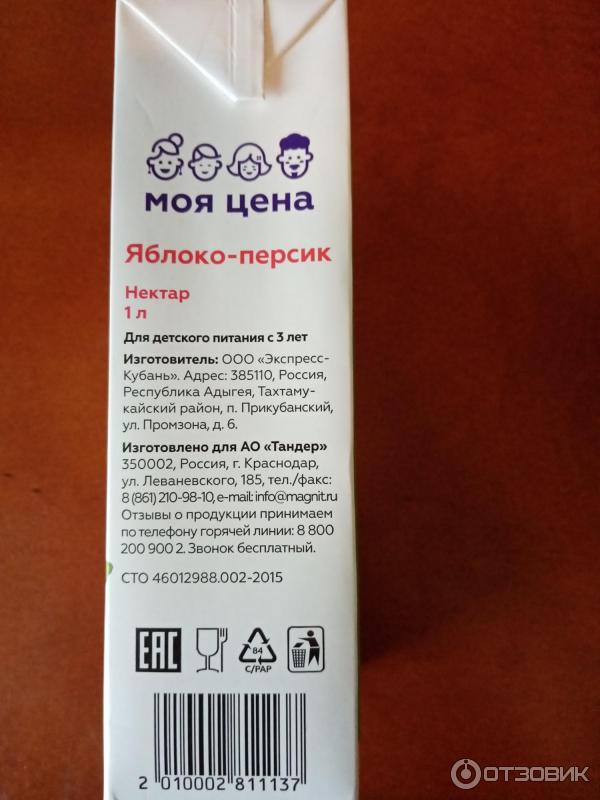 моя цена
Яблоко-персик
Нектар
1 л
Для детского питания с 3 лет
Изготовитель: ООО «Экспресс-
Кубань». Адрес: 385110, Россия,
Республика Адыгея, Тахтаму-
кайский район, п. Прикубанский,
ул. Промзона, д. 6.
Изготовлено для АО «Тандер»
350002, Россия, г. Краснодар,
ул. Леваневского, 185, тел./факс:
8 (861) 210-98-10, e-mail: info@magnit.ru
Отзывы о продукции принимаем
по телефону горячей линии: 8 800
200 900 2. Звонок бесплатный.
СТО 46012988.002-2015
EAC
84
C/PAP
2 010002 811137
ОТЗОВИК